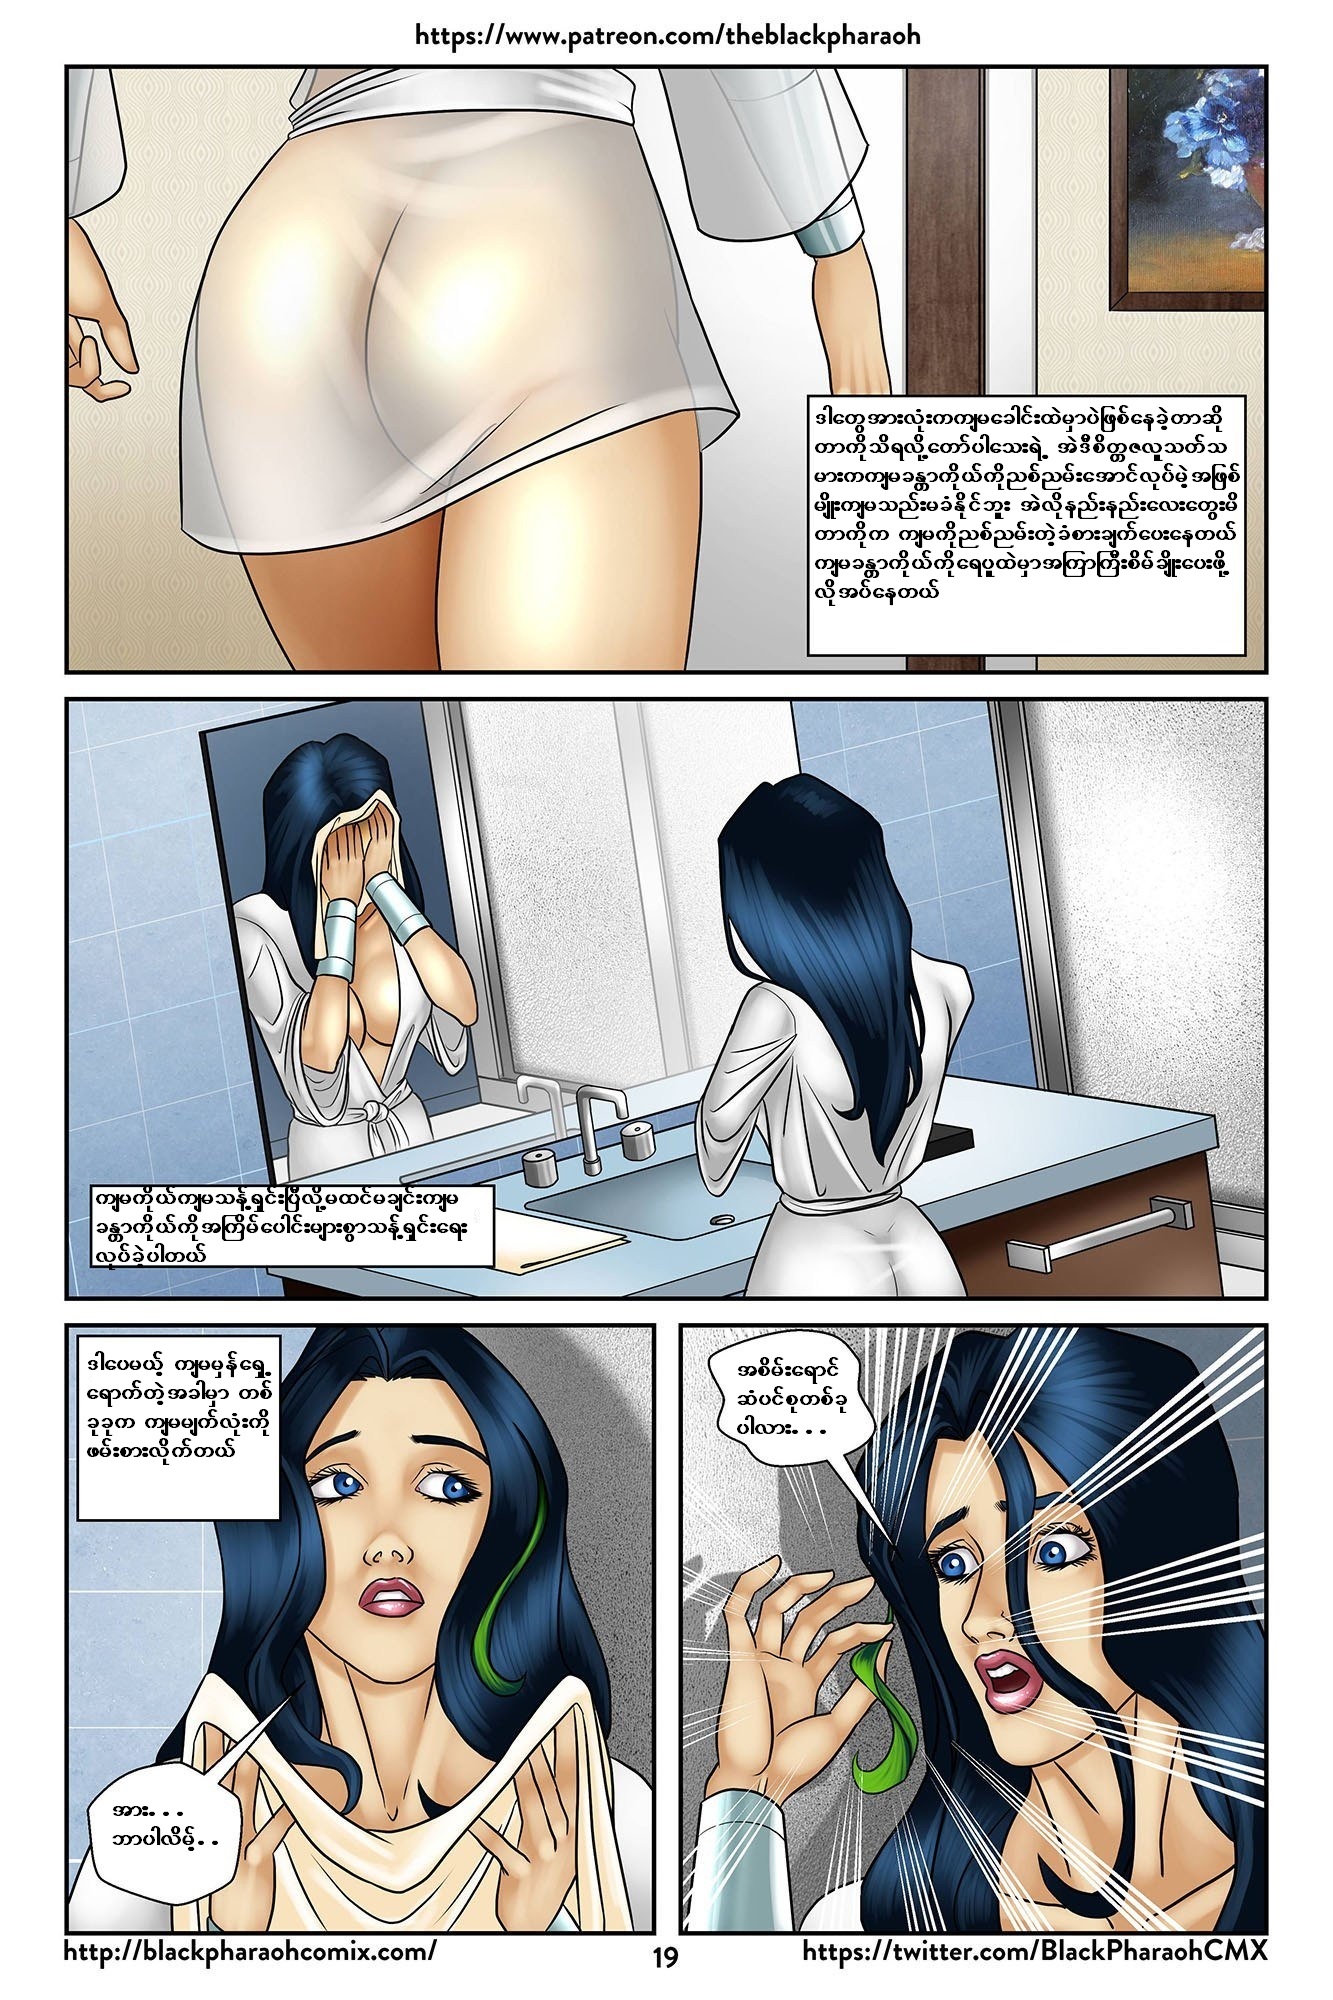 https://www.patreon.com/theblackpharaoh
ဒါတွေအားလုံးကကျမခေါင်းထဲမှာပဲဖြစ်နေခဲ့တာဆို
တာကိုသိရလို့တော်ပါသေးရဲ့ အဲဒီစိတ္တဇလူသတ်သ
မားကကျမခန္တာကိုယ်ကိုညစ်ညမ်းအောင်လုပ်မဲ့အဖြစ်
မျိုးကျမသည်းမခံနိုင်ဘူး အဲလိုနည်းနည်းလေးတွေးမိ
တာကိုက ကျမကိုညစ်ညမ်းတဲ့ခံစားချက်ပေးနေတယ်
ကျမခန္တာကိုယ်ကိုရေပူထဲမှာအကြာကြီးစိမ်ချိုးပေးဖို့
လိုအပ်နေတယ်
ကျမကိုယ်ကျမသန့်ရှင်းပြီလို့မထင်မချင်းကျမ
ခန္တာကိုယ်ကိုအကြိမ်ပေါင်းများစွာသန့်ရှင်းရေး
လုပ်ခဲ့ပါတယ်
ဒါပေမယ့် ကျမမှန်ရှေ့
ရောက်တဲ့အခါမှာ တစ်
ခုခုက ကျမမျက်လုံးကို
ဖမ်းစားလိုက်တယ်
အား...
ဘာပါလိမ့်..
အစိမ်းရောင်
ဆံပင်စုတစ်ခု
ပါလား...
http://blackpharaohcomix.com/
19
https://twitter.com/BlackPharaohCMX